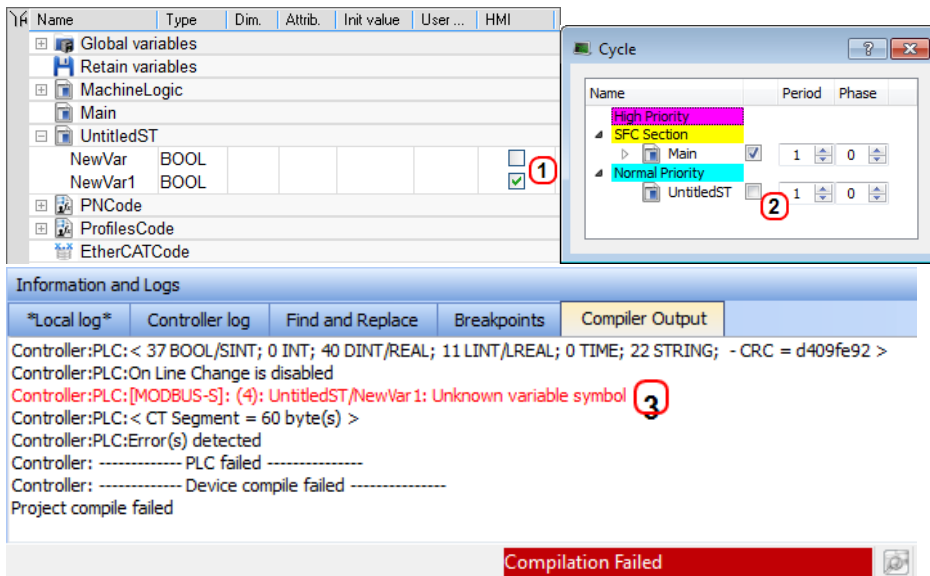 Name Type Dim. Attrib. Init value User ... HMI
Global variables
Retain variables
MachineLogic
Main
UntitledST
NewVar BOOL
1
NewVar1 BOOL
PNCode
ProfilesCode
EtherCATCode
Cycle
Name Period Phase
High Priority
SFC Section
Main 1 0
Normal Priority
UntitledST 1 0
2
Information and Logs
*Local log* Controller log Find and Replace Breakpoints Compiler Output
Controller:PLC:< 37 BOOL/SINT; 0 INT; 40 DINT/REAL; 11 LINT/LREAL; 0 TIME; 22 STRING; - CRC = d409fe92 >
Controller:PLC:On Line Change is disabled
Controller:PLC:[MODBUS-S]: (4): UntitledST/NewVar1: Unknown variable symbol 3
Controller:PLC:< CT Segment = 60 byte(s) >
Controller:PLC:Error(s) detected
Controller: ------------- PLC failed ---------------
Controller: ------------- Device compile failed ---------------
Project compile failed
Compilation Failed